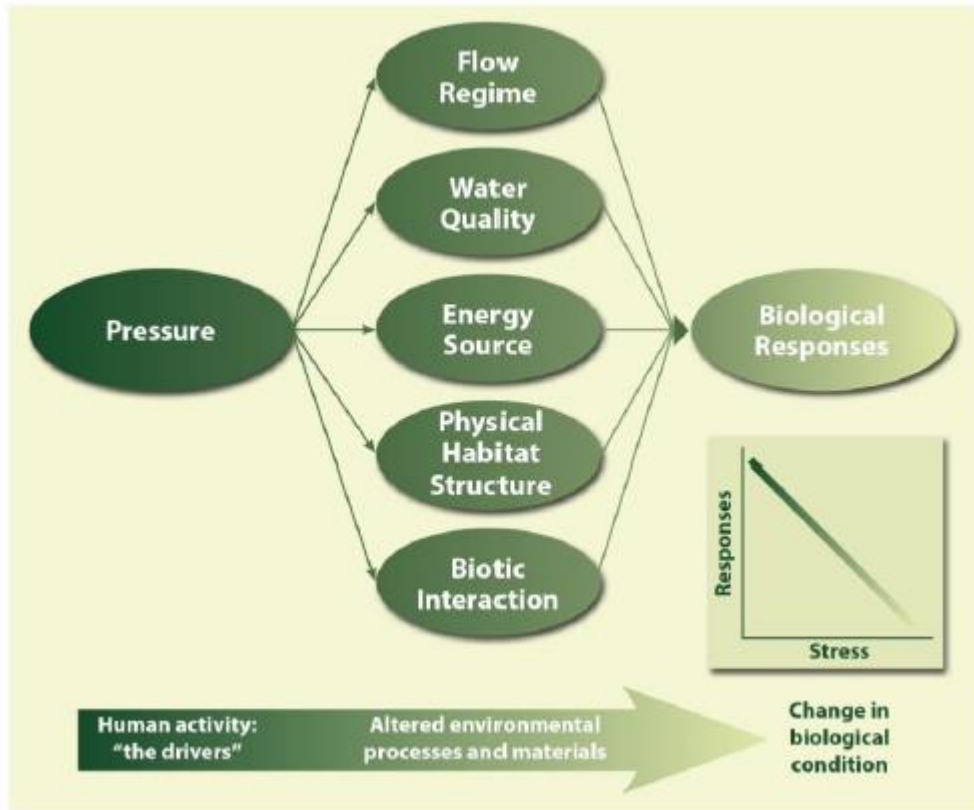 Flow
Regime
Water
Quality
Pressure
Energy
Source
Biological
Responses
Physical
Habitat
Structure
Biotic
Interaction
Responses
Stress
Human activity:
"the drivers"
Altered environmental
processes and materials
Change in
biological
condition